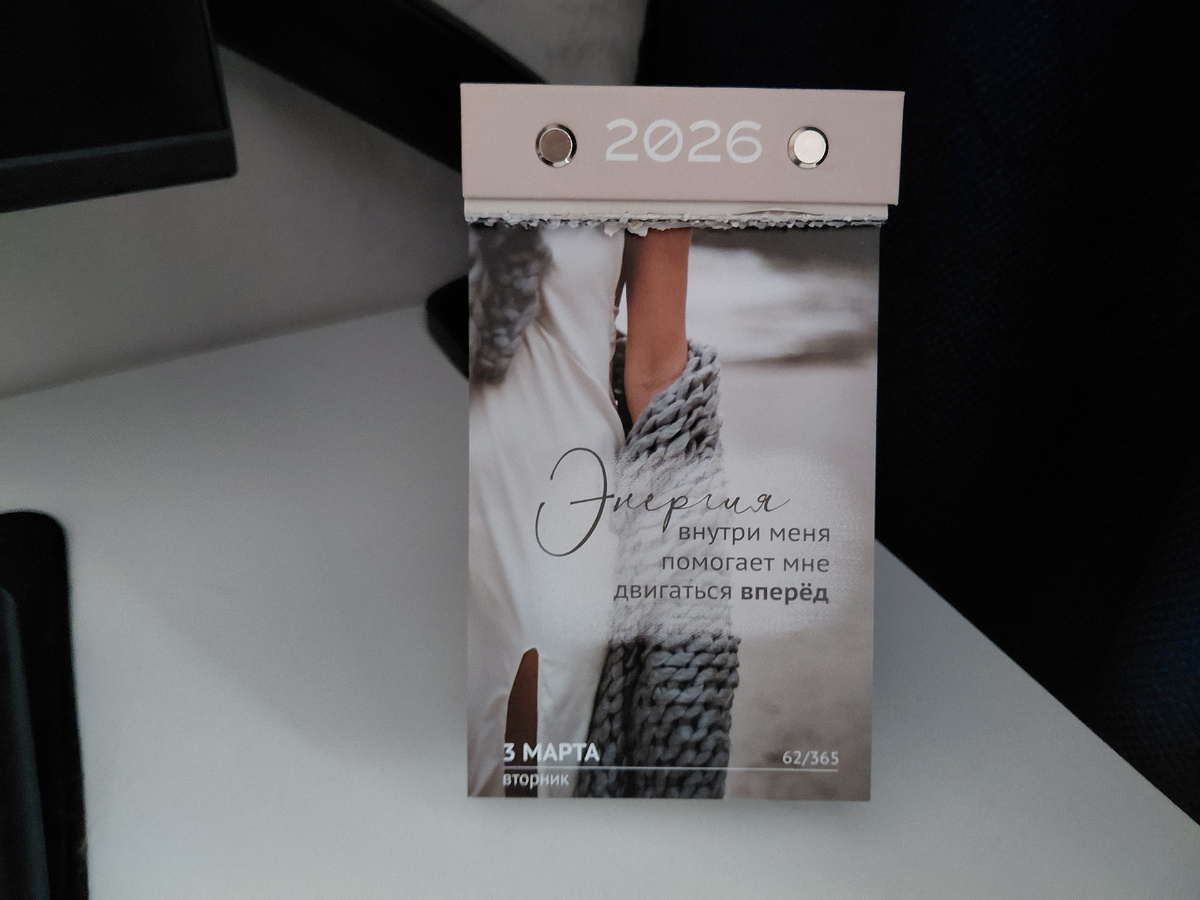 2026
Энергия
внутри меня
помогает мне
двигаться вперёд
3 МАРТА
62/365
вторник